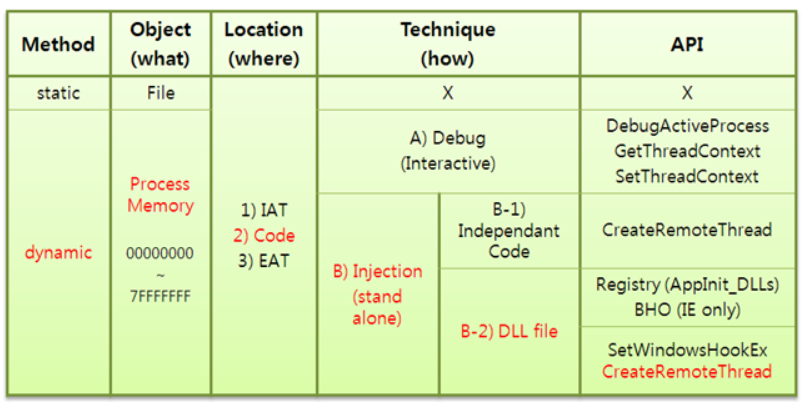 Method
Object
(what)
Location
(where)
Technique
(how)
API
static
File
X
X
dynamic
Process
Memory
00000000
~
7FFFFFFF
1) IAT
2) Code
3) EAT
A) Debug
(Interactive)
DebugActiveProcess
GetThreadContext
SetThreadContext
B) Injection
(stand
alone)
B-1)
Independant
Code
CreateRemoteThread
B-2) DLL file
Registry (AppInit_DLLs)
BHO (IE only)
SetWindowsHookEx
CreateRemoteThread